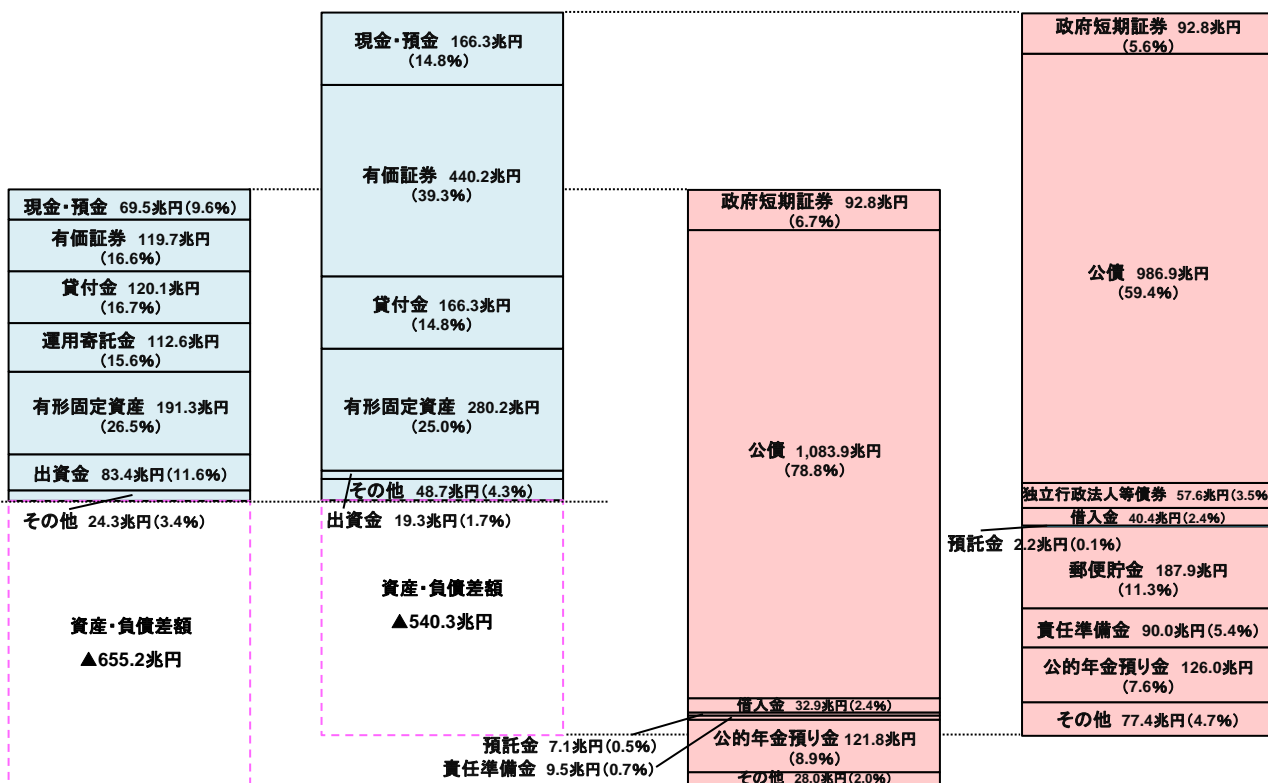 現金・預金 69.5兆円(9.6%)
有価証券 119.7兆円
(16.6%)
貸付金 120.1兆円
(16.7%)
運用寄託金 112.6兆円
(15.6%)
有形固定資産 191.3兆円
(26.5%)
出資金 83.4兆円(11.6%)
その他 24.3兆円(3.4%)
資産・負債差額
▲655.2兆円
現金・預金 166.3兆円
(14.8%)
有価証券 440.2兆円
(39.3%)
貸付金 166.3兆円
(14.8%)
有形固定資産 280.2兆円
(25.0%)
その他 48.7兆円(4.3%)
出資金 19.3兆円(1.7%)
資産・負債差額
▲540.3兆円
政府短期証券 92.8兆円
(6.7%)
公債 1,083.9兆円
(78.8%)
借入金 32.9兆円(2.4%)
預託金 7.1兆円(0.5%)
責任準備金 9.5兆円(0.7%)
公的年金預り金 121.8兆円
(8.9%)
その他 28.0兆円(2.0%)
政府短期証券 92.8兆円
(5.6%)
公債 986.9兆円
(59.4%)
独立行政法人等債券 57.6兆円(3.5%
借入金 40.4兆円(2.4%)
預託金 2.2兆円(0.1%)
郵便貯金 187.9兆円
(11.3%)
責任準備金 90.0兆円(5.4%)
公的年金預り金 126.0兆円
(7.6%)
その他 77.4兆円(4.7%)